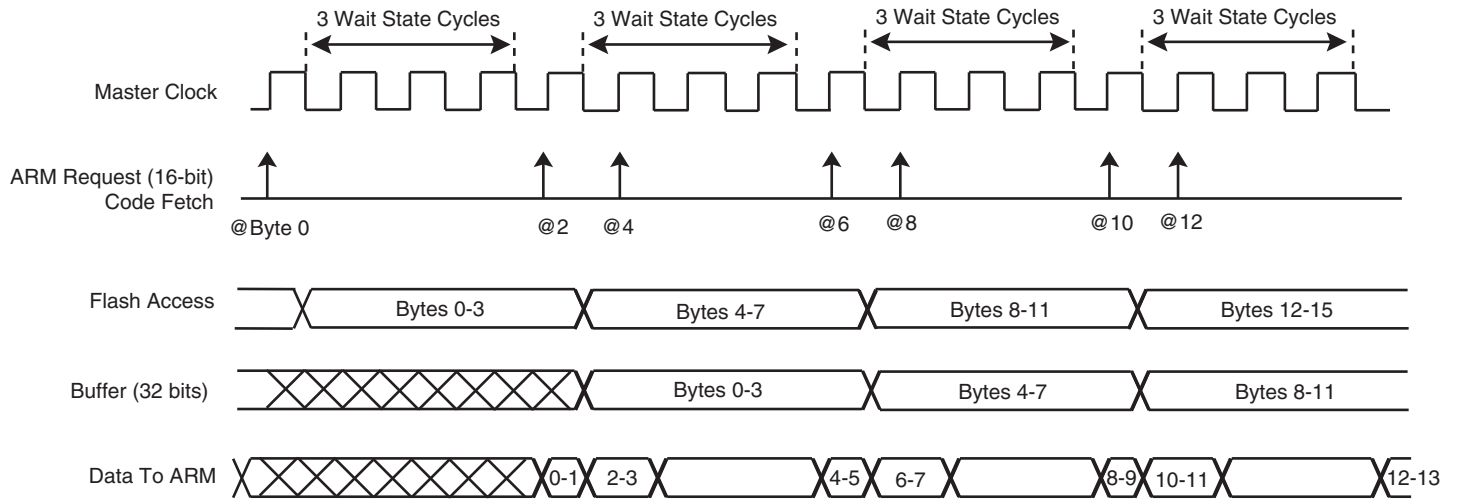 3 Wait State Cycles
3 Wait State Cycles
3 Wait State Cycles
3 Wait State Cycles
Master Clock
ARM Request (16-bit)
Code Fetch
@Byte 0
@2
@4
@6
@8
@10
@12
Flash Access
Bytes 0-3
Bytes 4-7
Bytes 8-11
Bytes 12-15
Buffer (32 bits)
Bytes 0-3
Bytes 4-7
Bytes 8-11
Data To ARM
0-1
2-3
4-5
6-7
8-9
10-11
12-13